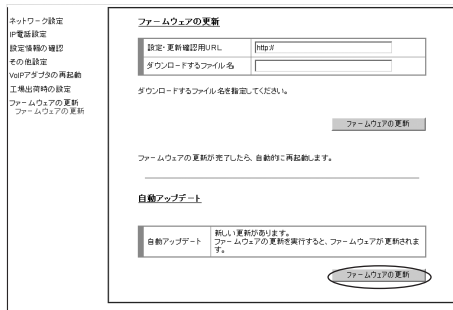 ネットワーク設定
IP電話設定
設定情報の確認
その他設定
VoIPアダプタの再起動
工場出荷時の設定
ファームウェアの更新
ファームウェアの更新
ファームウェアの更新
設定・更新確認用URL http://
ダウンロードするファイル名
ダウンロードするファイル名を指定してください。
ファームウェアの更新
ファームウェアの更新が完了したら、自動的に再起動します。
自動アップデート
自動アップデート
新しい更新があります。
ファームウェアの更新を実行すると、ファームウェアが更新されま
す。
ファームウェアの更新